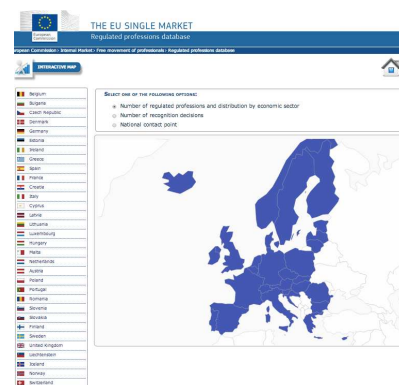 European
Commission
THE EU SINGLE MARKET
Regulated professions database
European Commission > Internal Market > Free movement of professionals > Regulated professions database
INTERACTIVE MAP
SELECT ONE OF THE FOLLOWING OPTIONS:
Number of regulated professions and distribution by economic sector
Number of recognition decisions
National contact point
Belgium
Bulgaria
Czech Republic
Denmark
Germany
Estonia
Ireland
Greece
Spain
France
Croatia
Italy
Cyprus
Latvia
Lithuania
Luxembourg
Hungary
Malta
Netherlands
Austria
Poland
Portugal
Romania
Slovenia
Slovakia
Finland
Sweden
United Kingdom
Liechtenstein
Iceland
Norway
Switzerland